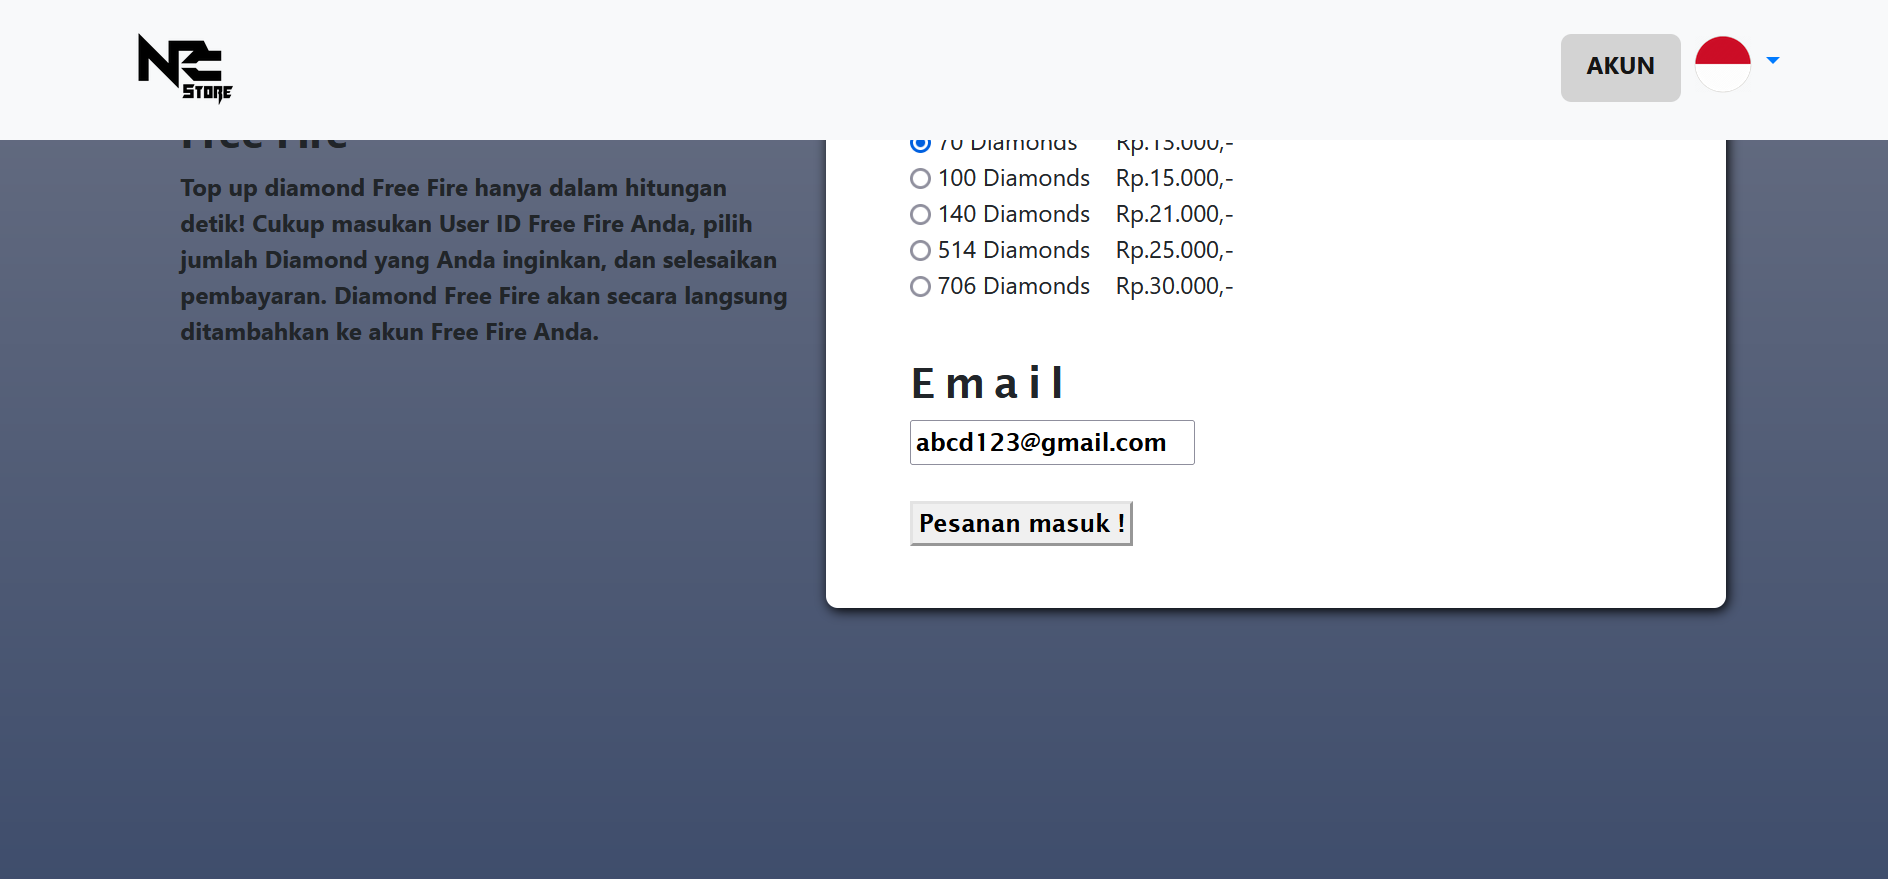 NPC
Store
AKUN
Free Fire
Top up diamond Free Fire hanya dalam hitungan
detik! Cukup masukan User ID Free Fire Anda, pilih
jumlah Diamond yang Anda inginkan, dan selesaikan
pembayaran. Diamond Free Fire akan secara langsung
ditambahkan ke akun Free Fire Anda.
70 Diamonds Rp.13.000,-
100 Diamonds Rp.15.000,-
140 Diamonds Rp.21.000,-
514 Diamonds Rp.25.000,-
706 Diamonds Rp.30.000,-
Email
abcd123@gmail.com
Pesanan masuk !